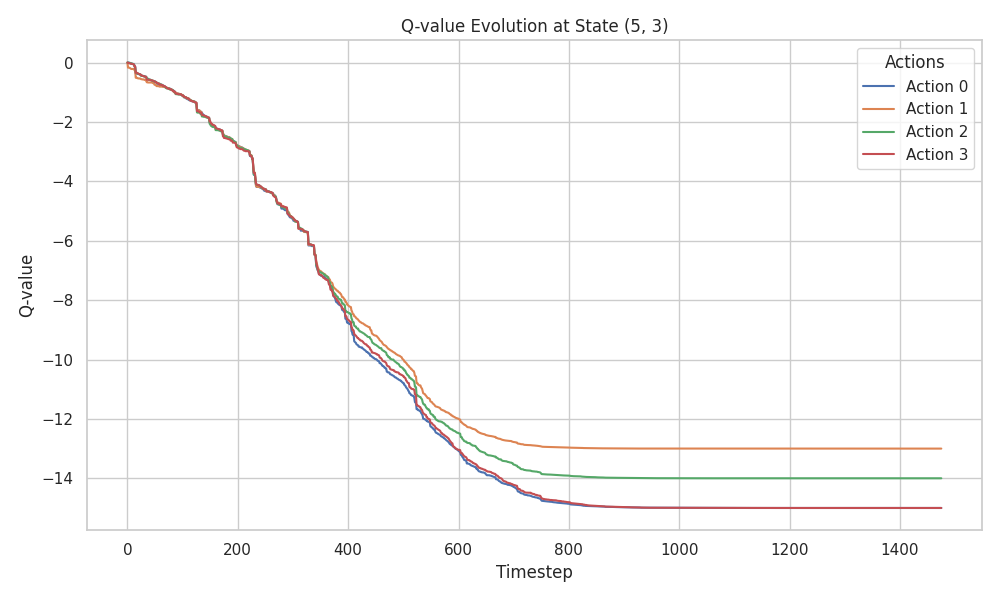 Q-value Evolution at State (5, 3)
Q-value
0
−2
−4
−6
−8
−10
−12
−14
Actions
Action 0
Action 1
Action 2
Action 3
0
200
400
600
800
1000
1200
1400
Timestep